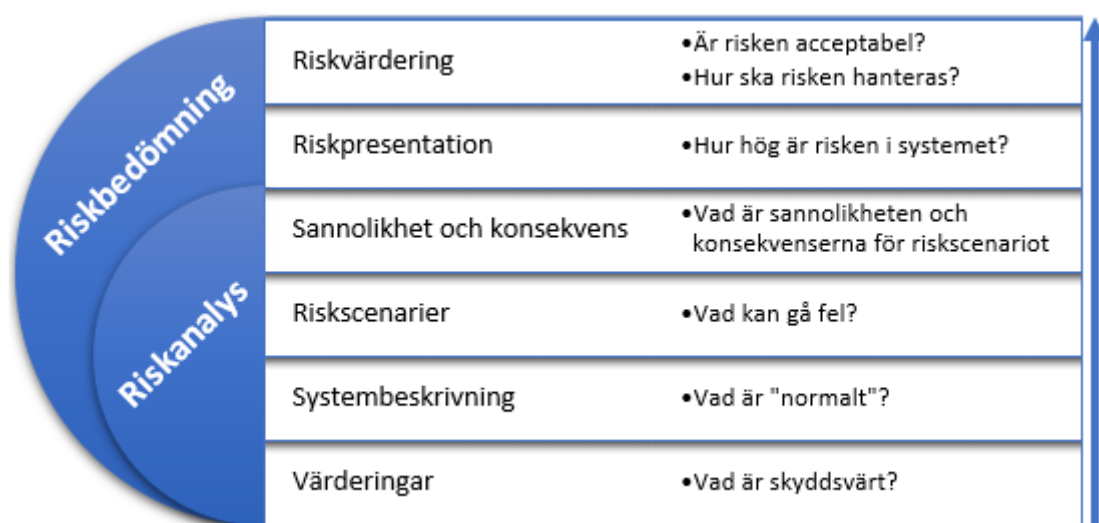 Riskbedömning
Riskanalys
Riskvärdering
•Är risken acceptabel?
•Hur ska risken hanteras?
Riskpresentation
•Hur hög är risken i systemet?
Sannolikhet och konsekvens
•Vad är sannolikheten och
konsekvenserna för riskscenariot
Riskscenarier
•Vad kan gå fel?
Systembeskrivning
•Vad är "normalt"?
Värderingar
•Vad är skyddsvärt?